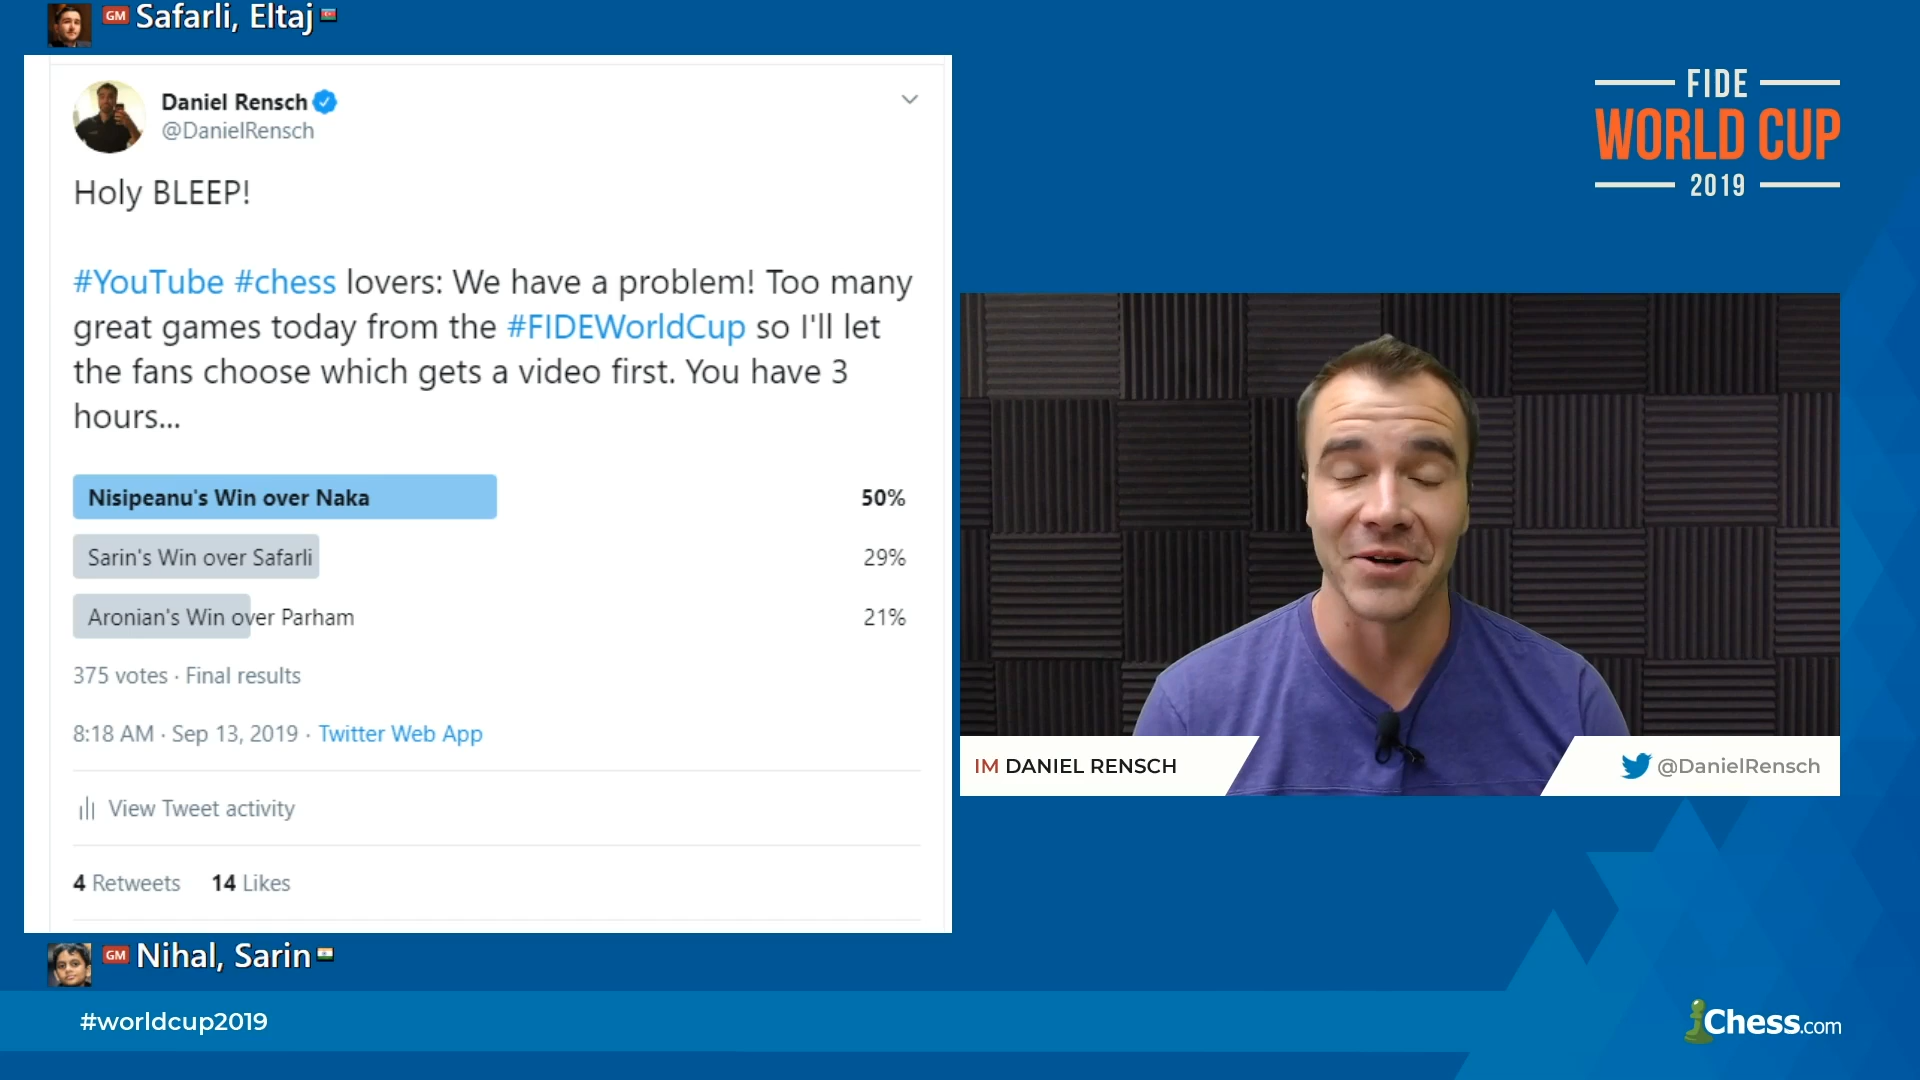 GM Safarli, Eltaj
Daniel Rensch
@DanielRensch
Holy BLEEP!
#YouTube #chess lovers: We have a problem! Too many
great games today from the #FIDEWorldCup so I'll let
the fans choose which gets a video first. You have 3
hours...
Nisipeanu's Win over Naka 50%
Sarin's Win over Safarli 29%
Aronian's Win over Parham 21%
375 votes · Final results
8:18 AM · Sep 13, 2019 · Twitter Web App
View Tweet activity
4 Retweets 14 Likes
GM Nihal, Sarin
#worldcup2019
FIDE
WORLD CUP
2019
IM DANIEL RENSCH
@DanielRensch
Chess.com